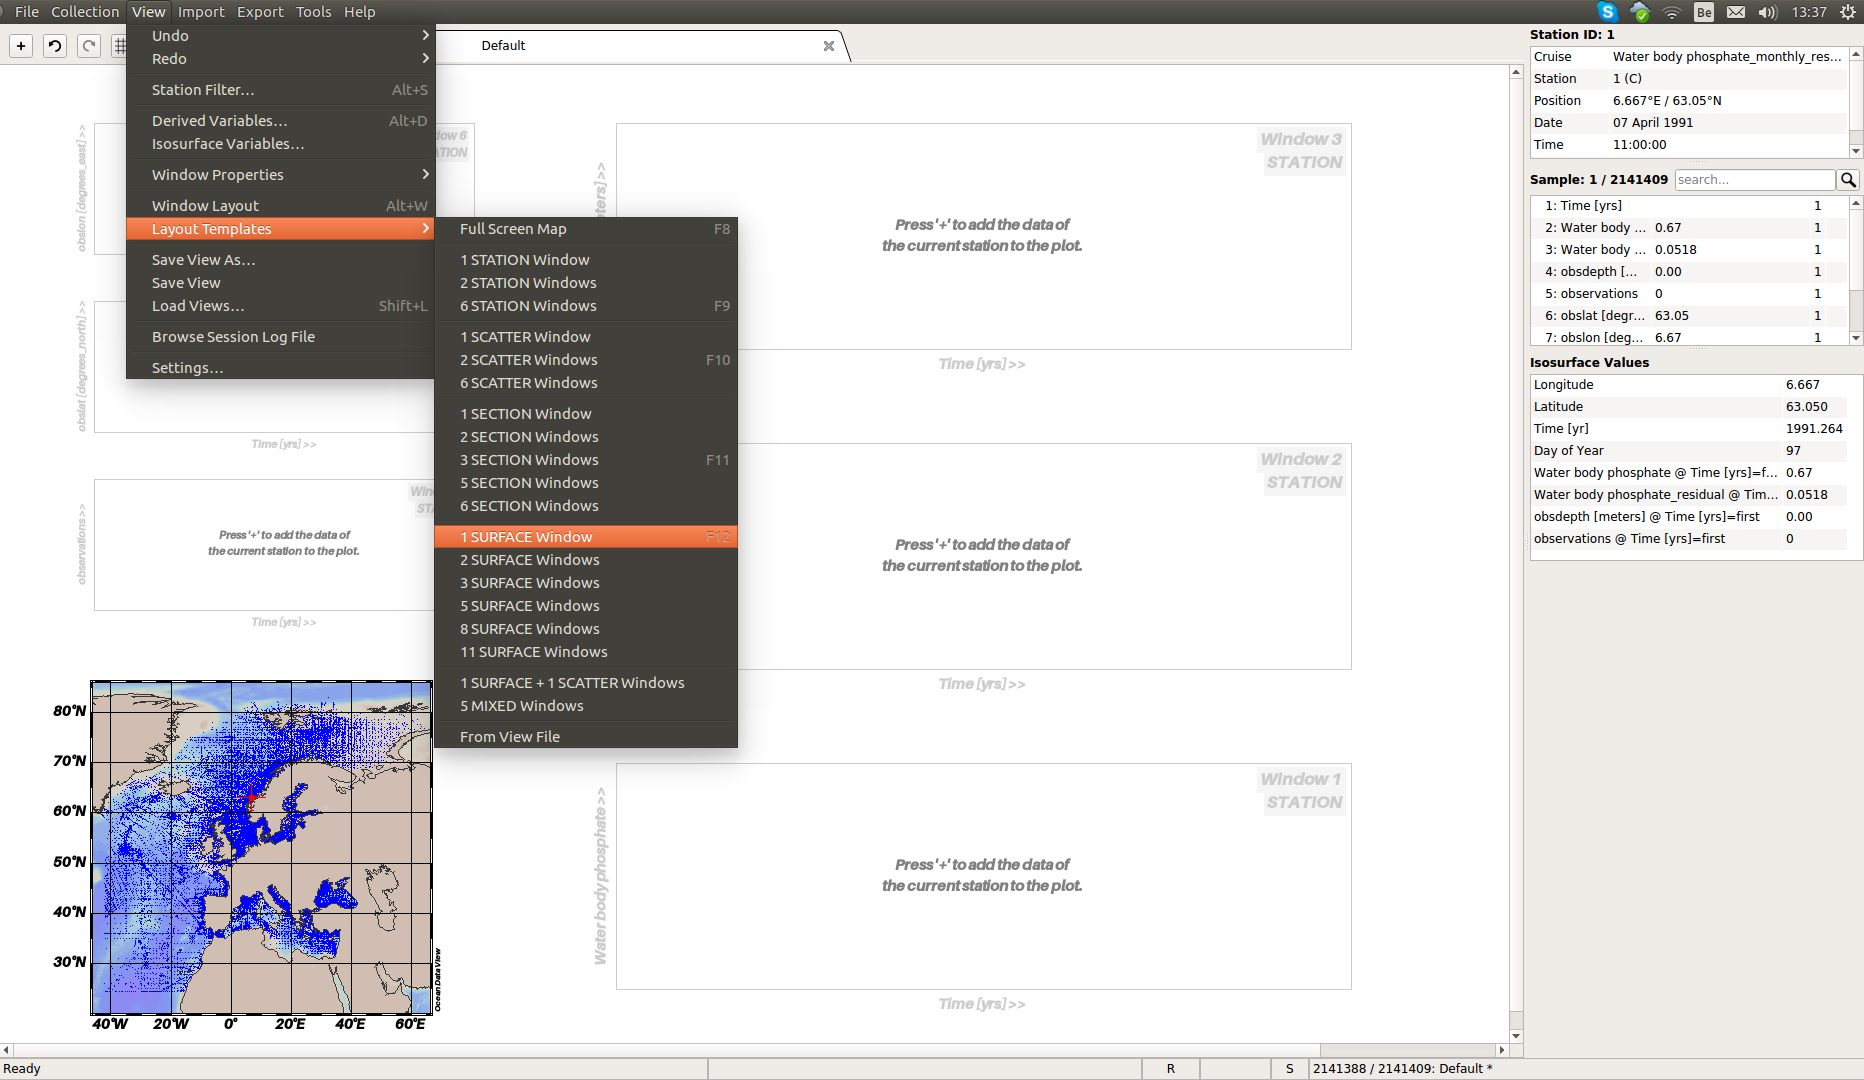 File Collection View Import Export Tools Help
Be 13:37
+
Default
Undo
Redo
Station Filter… Alt+S
Derived Variables… Alt+D
Isosurface Variables…
Window Properties
Window Layout Alt+W
Layout Templates
Save View As…
Save View
Load Views… Shift+L
Browse Session Log File
Settings…
Full Screen Map F8
1 STATION Window
2 STATION Windows
6 STATION Windows F9
1 SCATTER Window
2 SCATTER Windows F10
6 SCATTER Windows
1 SECTION Window
2 SECTION Windows
3 SECTION Windows F11
5 SECTION Windows
6 SECTION Windows
1 SURFACE Window F12
2 SURFACE Windows
3 SURFACE Windows
5 SURFACE Windows
8 SURFACE Windows
11 SURFACE Windows
1 SURFACE + 1 SCATTER Windows
5 MIXED Windows
From View File
obslon [degrees_east] >>
obslat [degrees_north] >>
Time [yrs] >>
observations >>
Press '+' to add the data of
the current station to the plot.
Time [yrs] >>
80°N
70°N
60°N
50°N
40°N
30°N
40°W 20°W 0° 20°E 40°E 60°E
Ocean Data View
Window 3
STATION
Press '+' to add the data of
the current station to the plot.
Time [yrs] >>
Window 2
STATION
Press '+' to add the data of
the current station to the plot.
Time [yrs] >>
Window 1
STATION
Water body phosphate >>
Press '+' to add the data of
the current station to the plot.
Time [yrs] >>
Station ID: 1
Cruise Water body phosphate_monthly_res...
Station 1 (C)
Position 6.667°E / 63.05°N
Date 07 April 1991
Time 11:00:00
Sample: 1 / 2141409 search...
1: Time [yrs] 1
2: Water body ... 0.67 1
3: Water body ... 0.0518 1
4: obsdepth [... 0.00 1
5: observations 0 1
6: obslat [degr... 63.05 1
7: obslon [deg... 6.67 1
Isosurface Values
Longitude 6.667
Latitude 63.050
Time [yr] 1991.264
Day of Year 97
Water body phosphate @ Time [yrs]=f... 0.67
Water body phosphate_residual @ Tim... 0.0518
obsdepth [meters] @ Time [yrs]=first 0.00
observations @ Time [yrs]=first 0
Ready R S 2141388 / 2141409: Default *